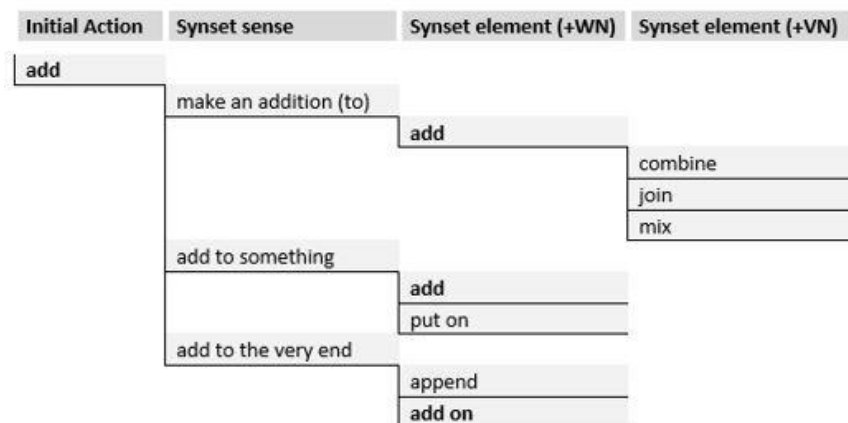 Initial Action Synset sense Synset element (+WN) Synset element (+VN)
add
make an addition (to)
add
combine
join
mix
add to something
add
put on
add to the very end
append
add on